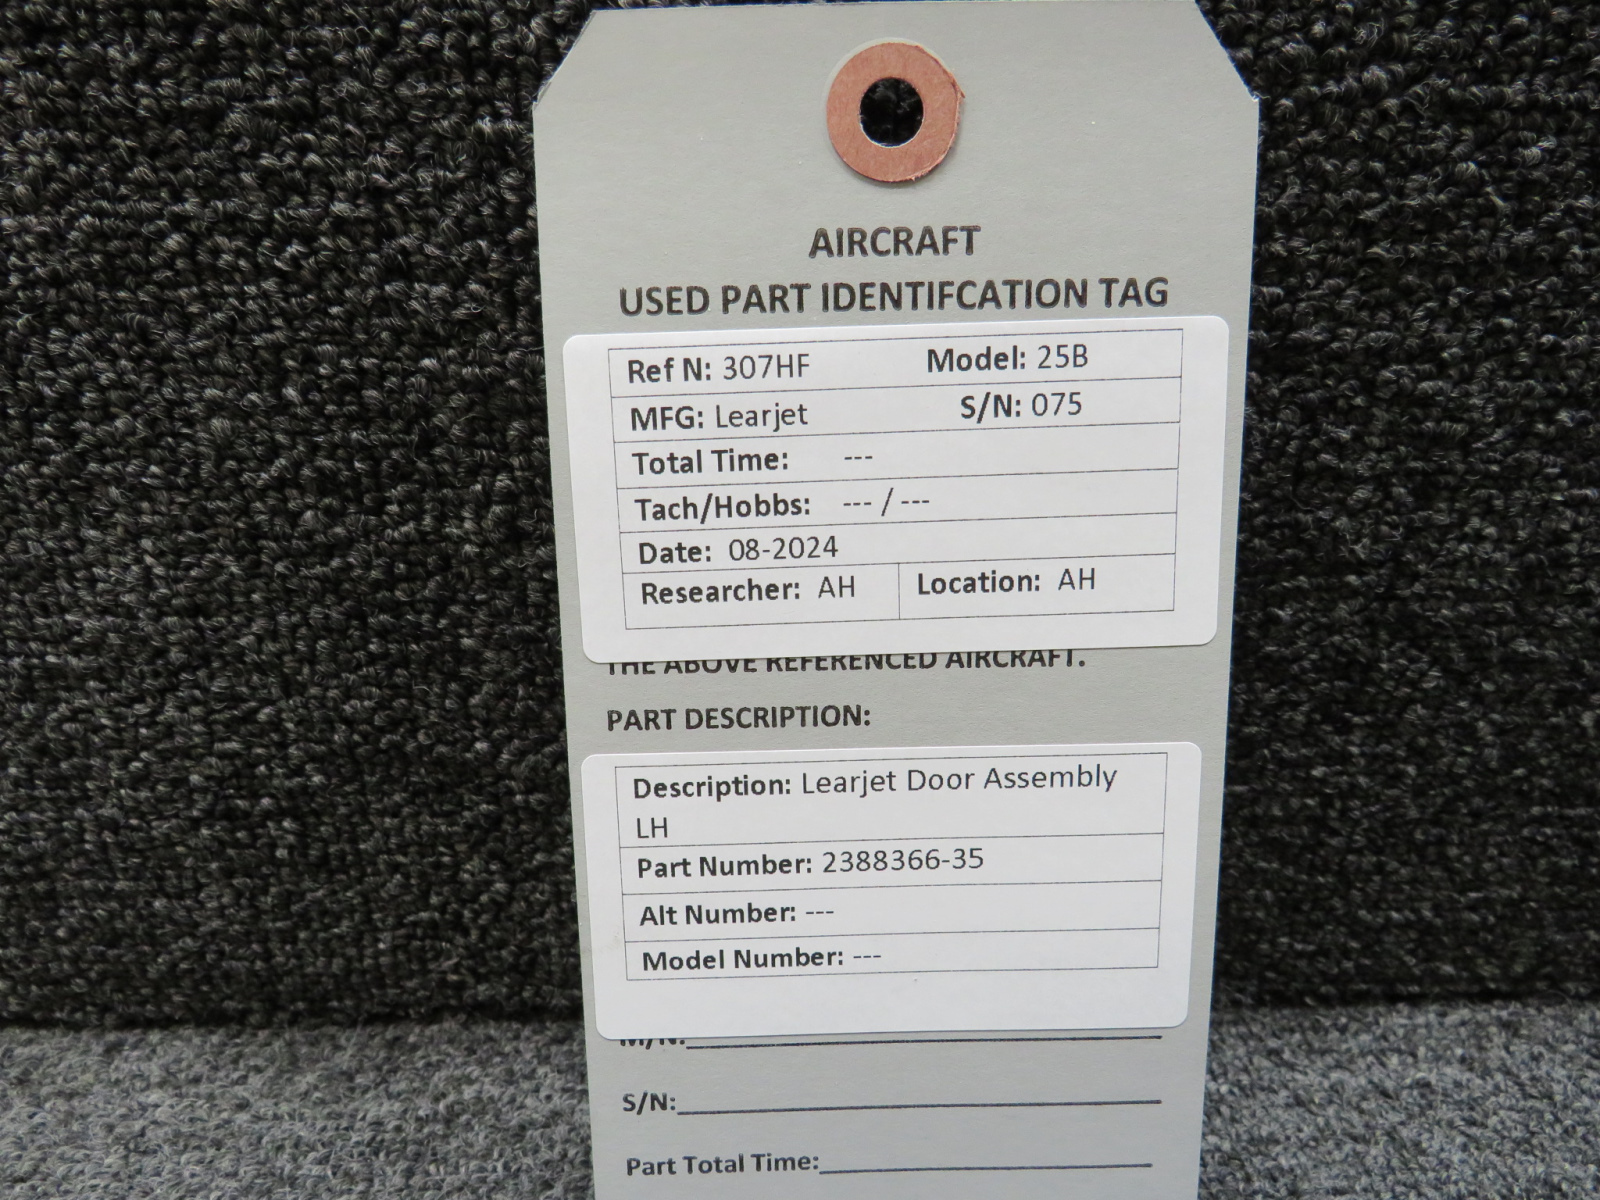 AIRCRAFT
USED PART IDENTIFCATION TAG
Ref N: 307HF Model: 25B
MFG: Learjet S/N: 075
Total Time: ---
Tach/Hobbs: --- / ---
Date: 08-2024
Researcher: AH Location: AH
THE ABOVE REFERENCED AIRCRAFT.
PART DESCRIPTION:
Description: Learjet Door Assembly
LH
Part Number: 2388366-35
Alt Number: ---
Model Number: ---
M/N:
S/N:
Part Total Time: